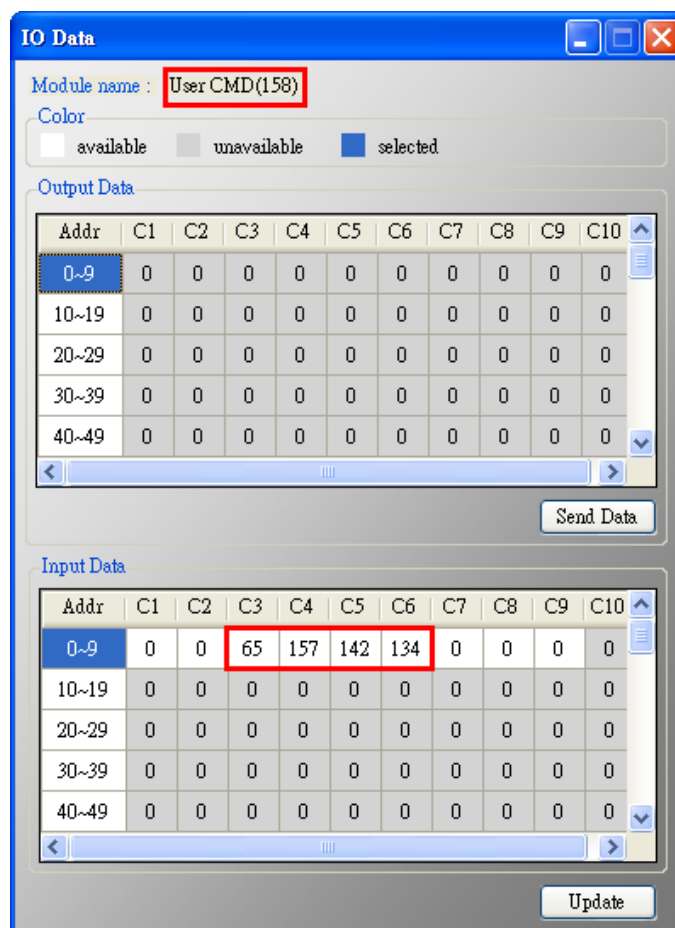 IO Data
Module name : User CMD(158)
Color
available unavailable selected
Output Data
Addr C1 C2 C3 C4 C5 C6 C7 C8 C9 C10
0~9 0 0 0 0 0 0 0 0 0 0
10~19 0 0 0 0 0 0 0 0 0 0
20~29 0 0 0 0 0 0 0 0 0 0
30~39 0 0 0 0 0 0 0 0 0 0
40~49 0 0 0 0 0 0 0 0 0 0
Send Data
Input Data
Addr C1 C2 C3 C4 C5 C6 C7 C8 C9 C10
0~9 0 0 65 157 142 134 0 0 0 0
10~19 0 0 0 0 0 0 0 0 0 0
20~29 0 0 0 0 0 0 0 0 0 0
30~39 0 0 0 0 0 0 0 0 0 0
40~49 0 0 0 0 0 0 0 0 0 0
Update